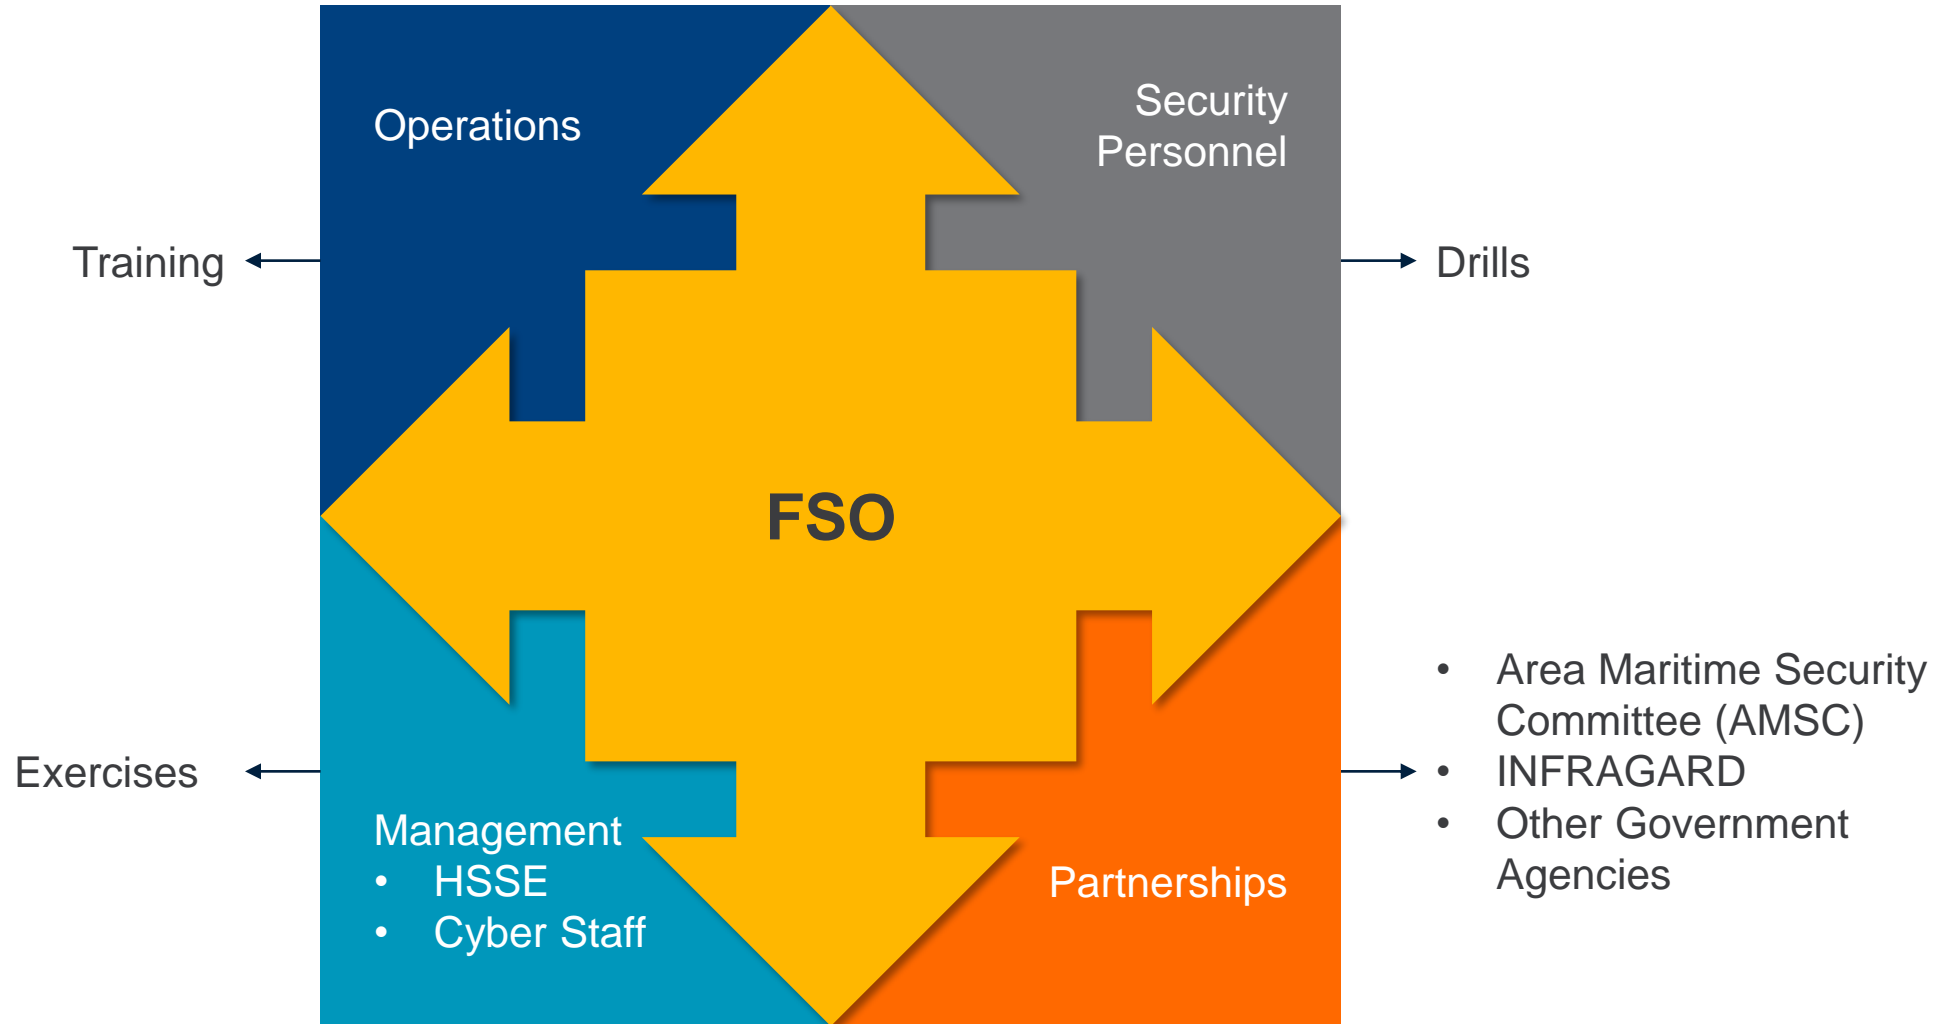 Operations
Security
Personnel
Training
Drills
FSO
Exercises
Management
• HSSE
• Cyber Staff
Partnerships
• Area Maritime Security
Committee (AMSC)
• INFRAGARD
• Other Government
Agencies